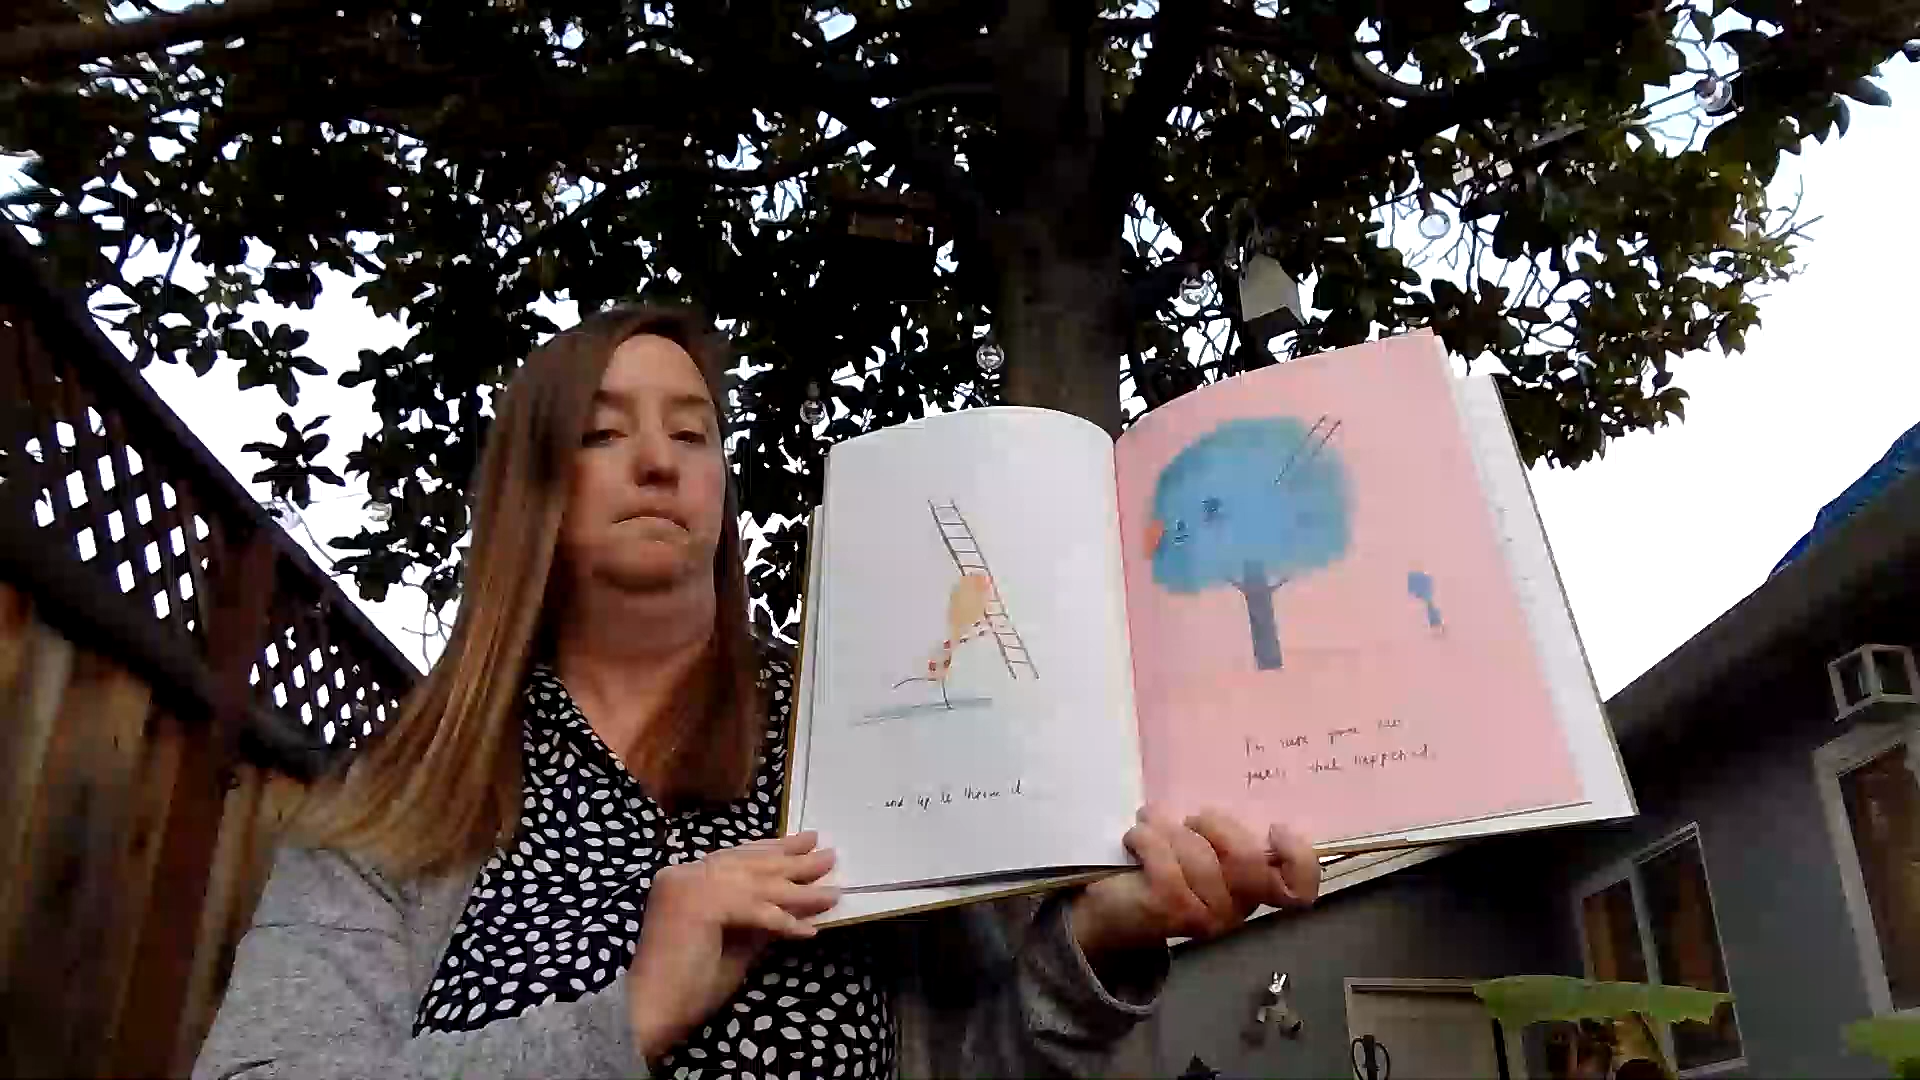 and up he threw it...
I'm sure you can
guess what happened.